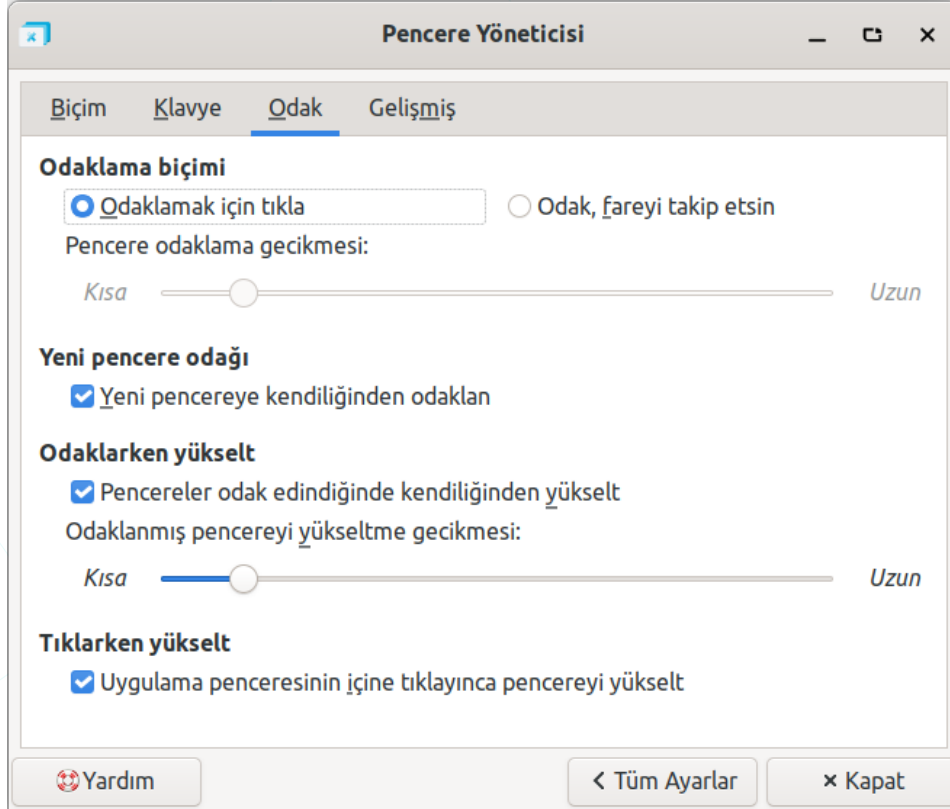 Pencere Yöneticisi
Biçim Klavye Odak Gelişmiş
Odaklama biçimi
Odaklamak için tıkla Odak, fareyi takip etsin
Pencere odaklama gecikmesi:
Kısa Uzun
Yeni pencere odağı
Yeni pencereye kendiliğinden odaklan
Odaklarken yükselt
Pencereler odak edindiğinde kendiliğinden yükselt
Odaklanmış pencereyi yükseltme gecikmesi:
Kısa Uzun
Tıklarken yükselt
Uygulama penceresinin içine tıklayınca pencereyi yükselt
Yardım Tüm Ayarlar Kapat